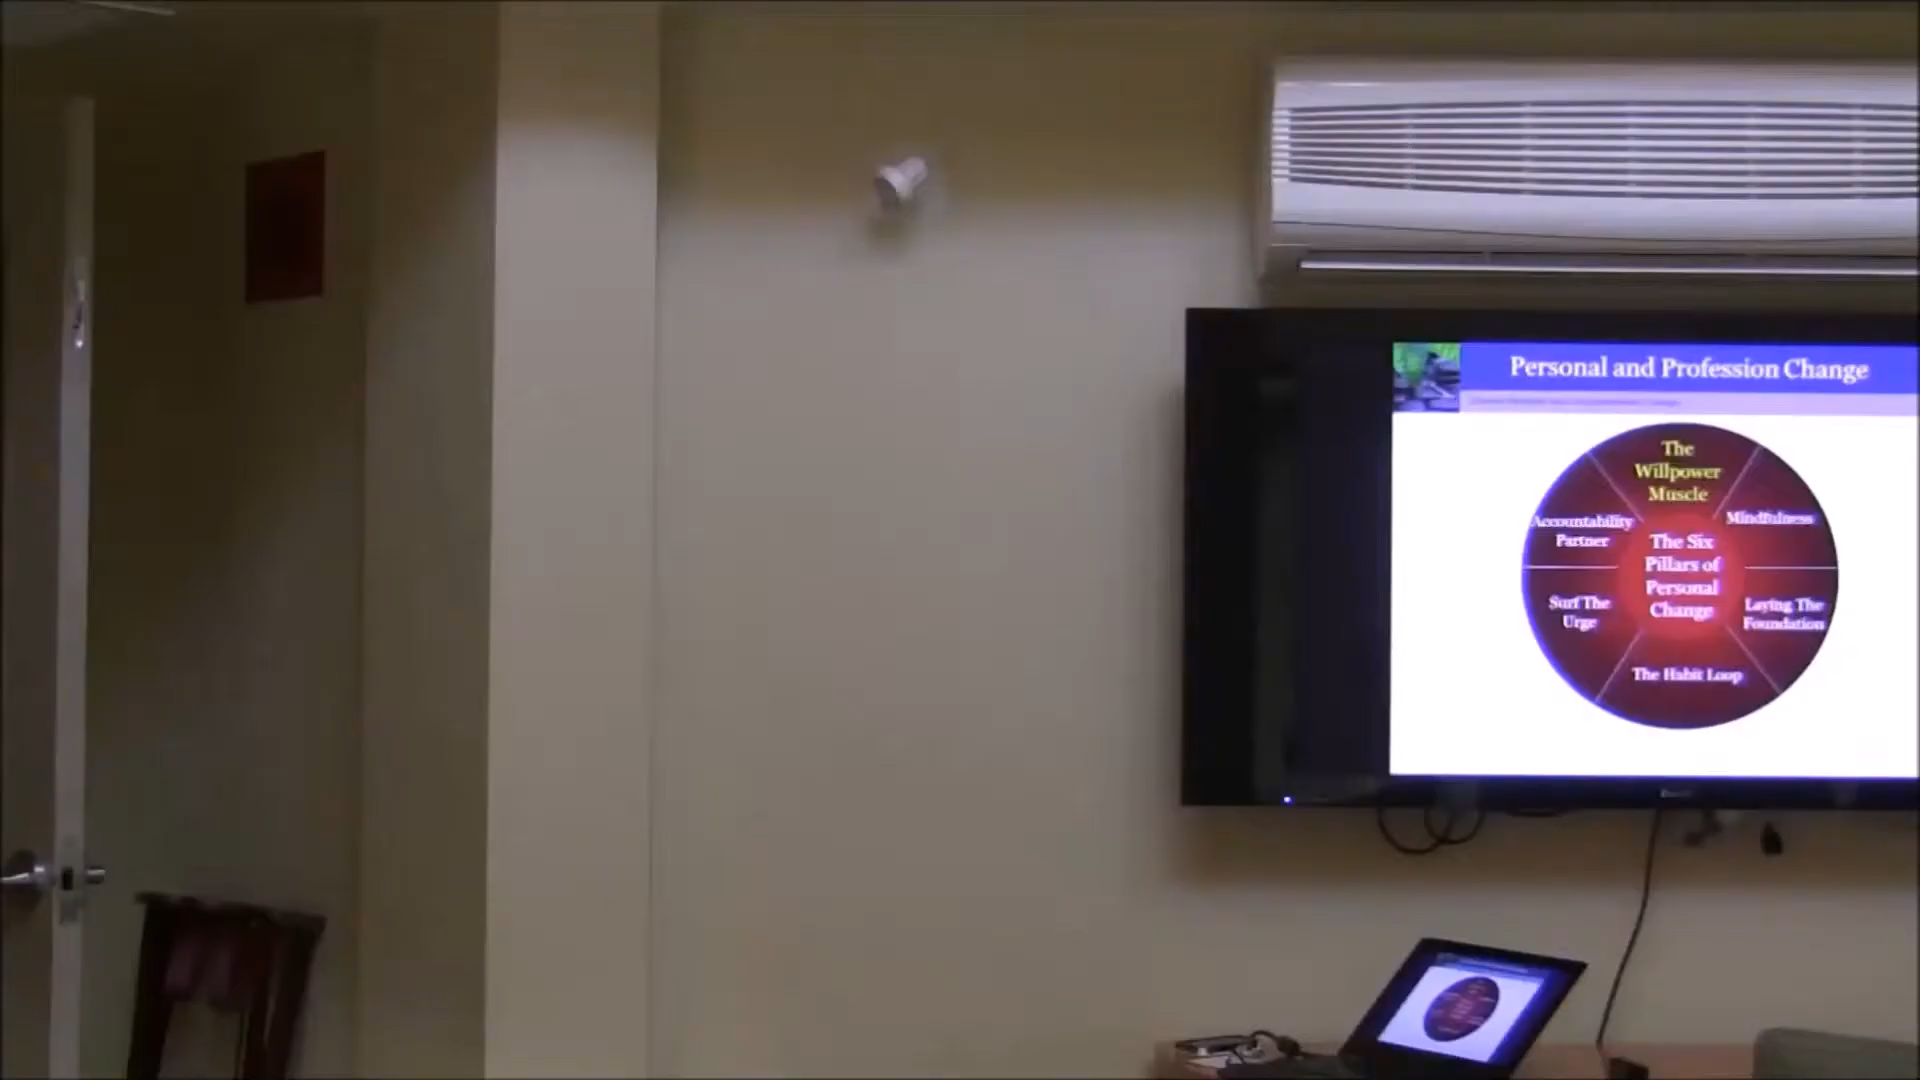 Personal and Profession Change
The
Willpower
Muscle
Mindfulness
Accountability
Partner
The Six
Pillars of
Personal
Change
Surf The
Urge
Laying The
Foundation
The Habit Loop